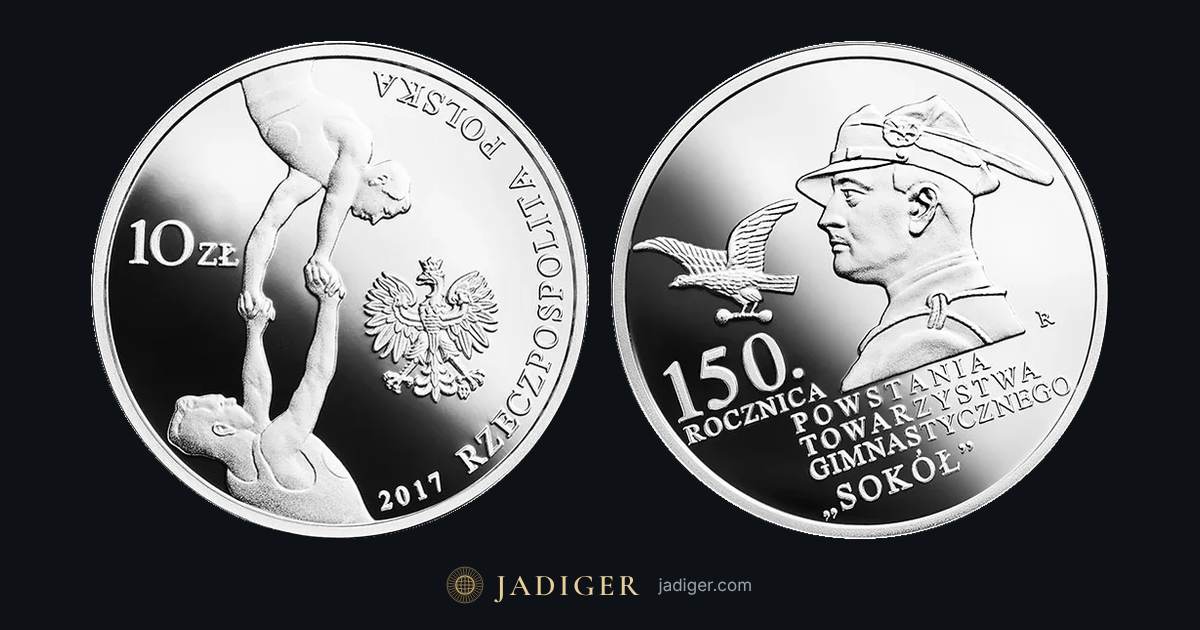 10 ZŁ
2017 RZECZPOSPOLITA POLSKA
150.
ROCZNICA
POWSTANIA
TOWARZYSTWA
GIMNASTYCZNEGO
„SOKÓŁ”
R
JADIGER jadiger.com